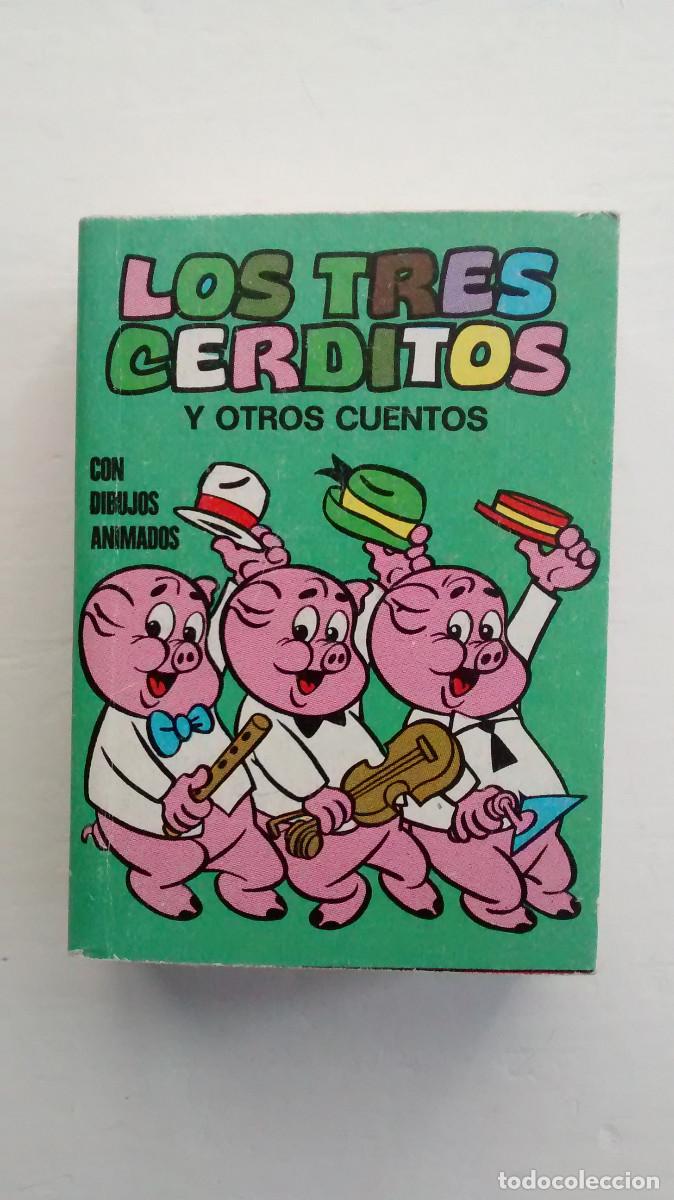 LOS TRES
CERDITOS
Y OTROS CUENTOS
CON
DIBUJOS
ANIMADOS
todocoleccion